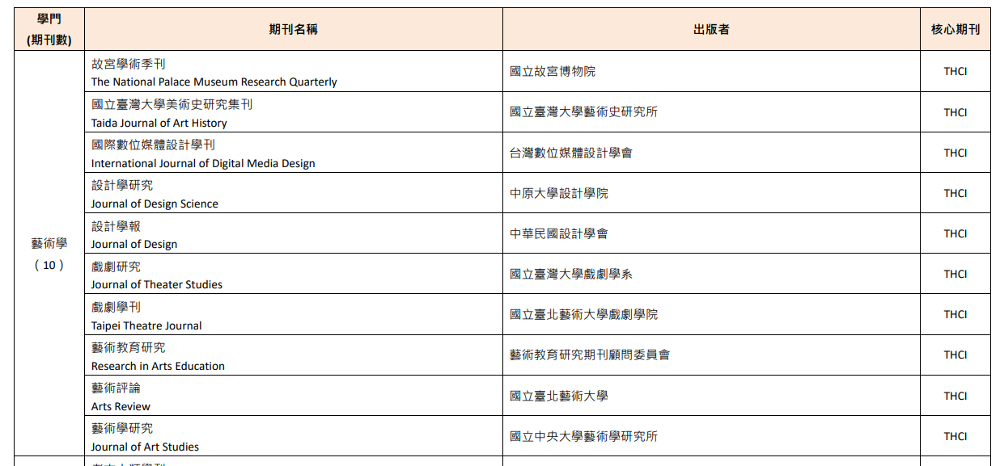 學門
(期刊數)
期刊名稱
出版者
核心期刊
藝術學
（10）
故宮學術季刊
The National Palace Museum Research Quarterly
國立故宮博物院
THCI
國立臺灣大學美術史研究集刊
Taida Journal of Art History
國立臺灣大學藝術史研究所
THCI
國際數位媒體設計學刊
International Journal of Digital Media Design
台灣數位媒體設計學會
THCI
設計學研究
Journal of Design Science
中原大學設計學院
THCI
設計學報
Journal of Design
中華民國設計學會
THCI
戲劇研究
Journal of Theater Studies
國立臺灣大學戲劇學系
THCI
戲劇學刊
Taipei Theatre Journal
國立臺北藝術大學戲劇學院
THCI
藝術教育研究
Research in Arts Education
藝術教育研究期刊顧問委員會
THCI
藝術評論
Arts Review
國立臺北藝術大學
THCI
藝術學研究
Journal of Art Studies
國立中央大學藝術學研究所
THCI